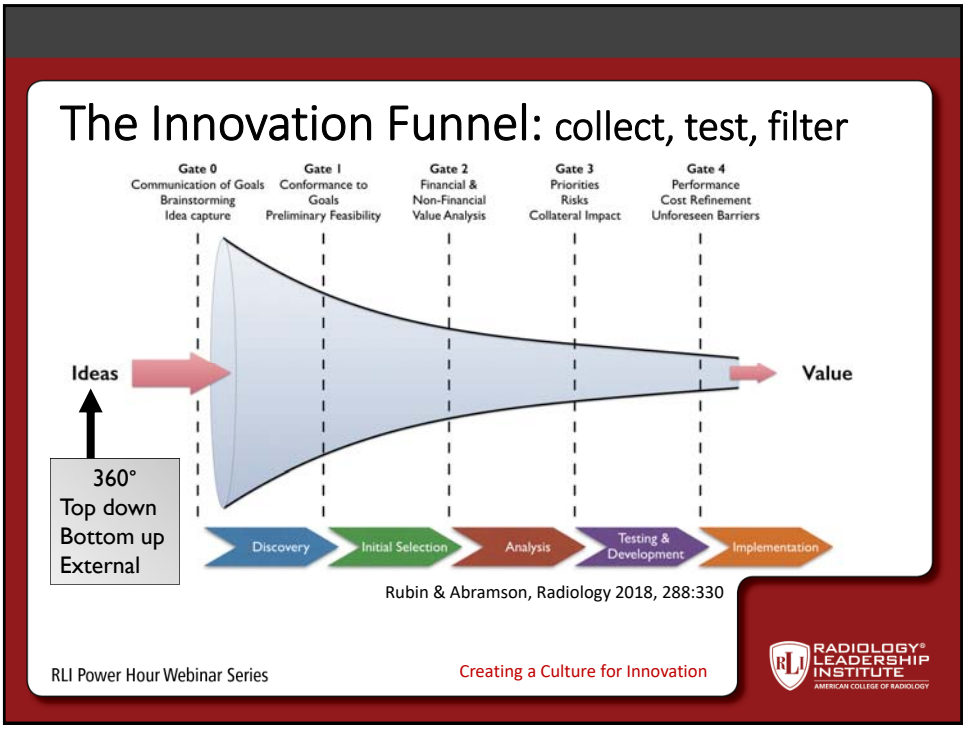 The Innovation Funnel: collect, test, filter
Gate 0
Communication of Goals
Brainstorming
Idea capture
Gate 1
Conformance to
Goals
Preliminary Feasibility
Gate 2
Financial &
Non-Financial
Value Analysis
Gate 3
Priorities
Risks
Collateral Impact
Gate 4
Performance
Cost Refinement
Unforeseen Barriers
Ideas
Value
360°
Top down
Bottom up
External
Discovery
Initial Selection
Analysis
Testing &
Development
Implementation
Rubin & Abramson, Radiology 2018, 288:330
RLI Power Hour Webinar Series
Creating a Culture for Innovation
RLI
RADIOLOGY®
LEADERSHIP
INSTITUTE
AMERICAN COLLEGE OF RADIOLOGY